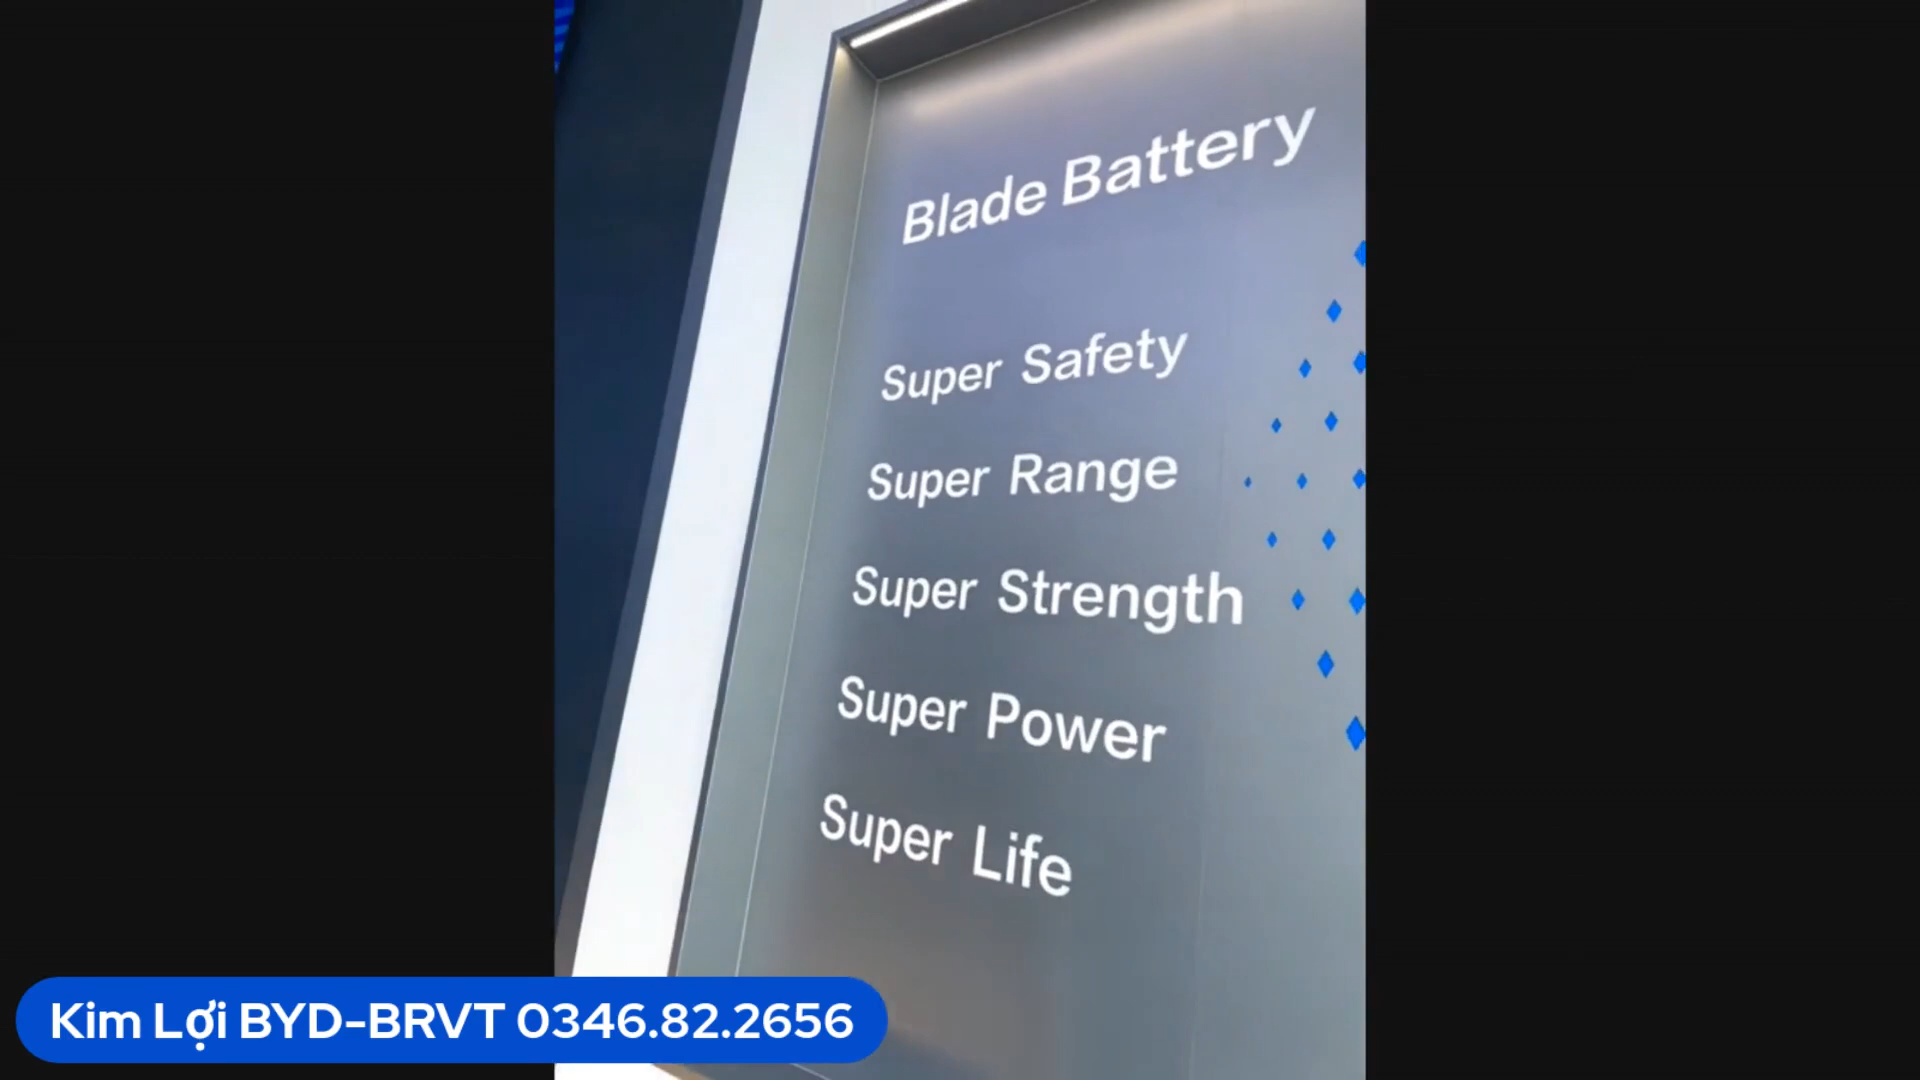 Blade Battery
Super Safety
Super Range
Super Strength
Super Power
Super Life
Kim Lợi BYD-BRVT 0346.82.2656